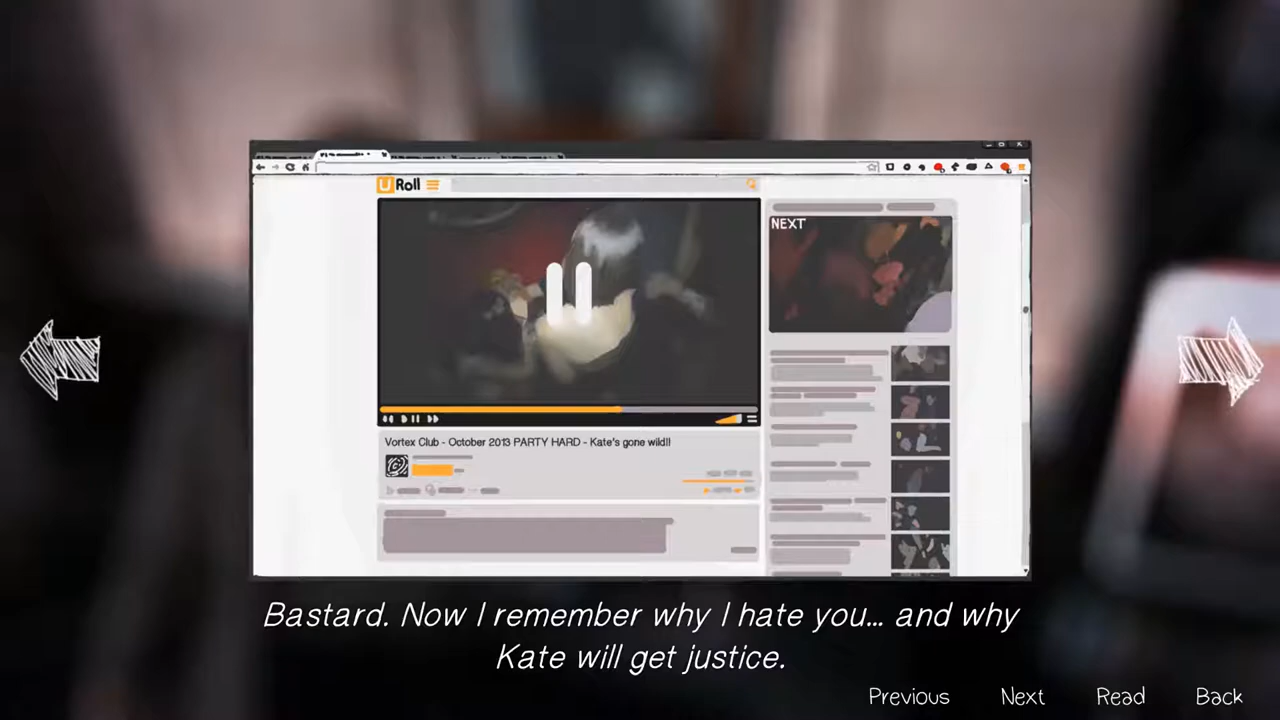 URoll
NEXT
Vortex Club - October 2013 PARTY HARD - Kate's gone wild!!
Bastard. Now I remember why I hate you... and why
Kate will get justice.
Previous Next Read Back